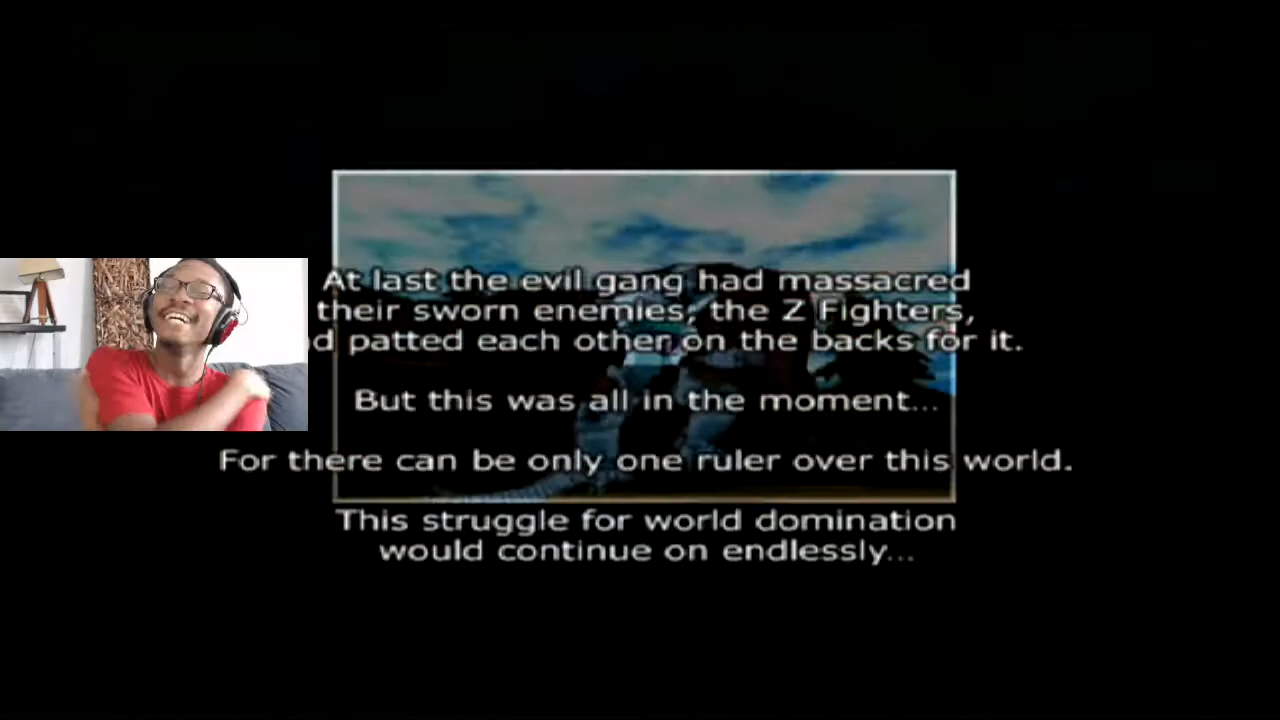 At last the evil gang had massacred
their sworn enemies, the Z Fighters,
patted each other on the backs for it.
But this was all in the moment...
For there can be only one ruler over this world.
This struggle for world domination
would continue on endlessly...